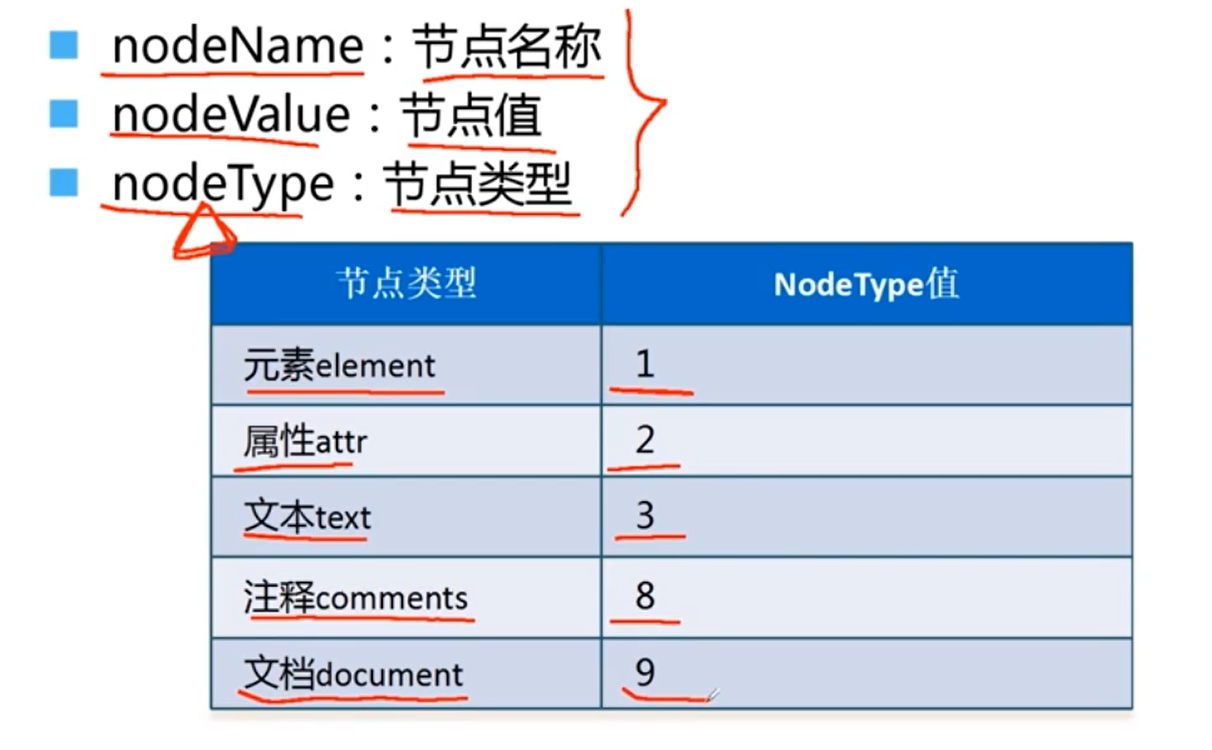 nodeName：节点名称
nodeValue：节点值
nodeType：节点类型
节点类型 NodeType值
元素element 1
属性attr 2
文本text 3
注释comments 8
文档document 9